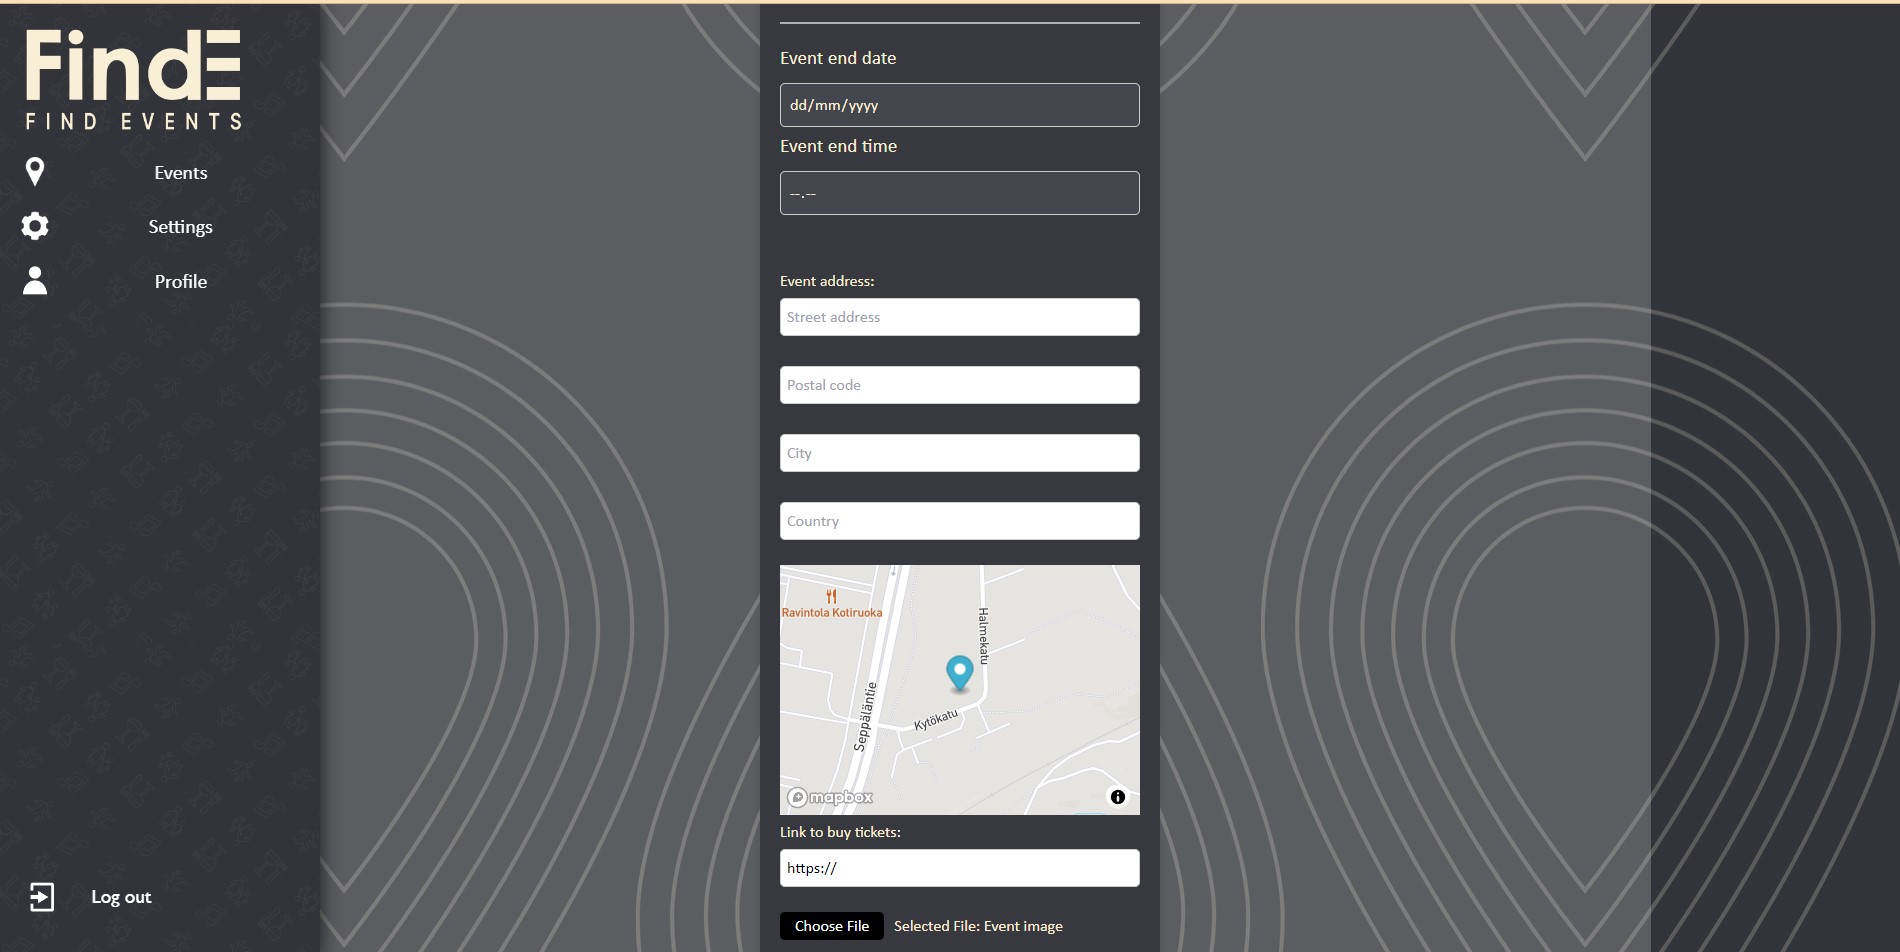 FindE
FIND EVENTS
Events
Settings
Profile
Log out
Event end date
dd/mm/yyyy
Event end time
--.--
Event address:
Street address
Postal code
City
Country
Ravintola Kotiruoka
Halmekatu
Seppäläntie
Kytökatu
mapbox
i
Link to buy tickets:
https://
Choose File Selected File: Event image